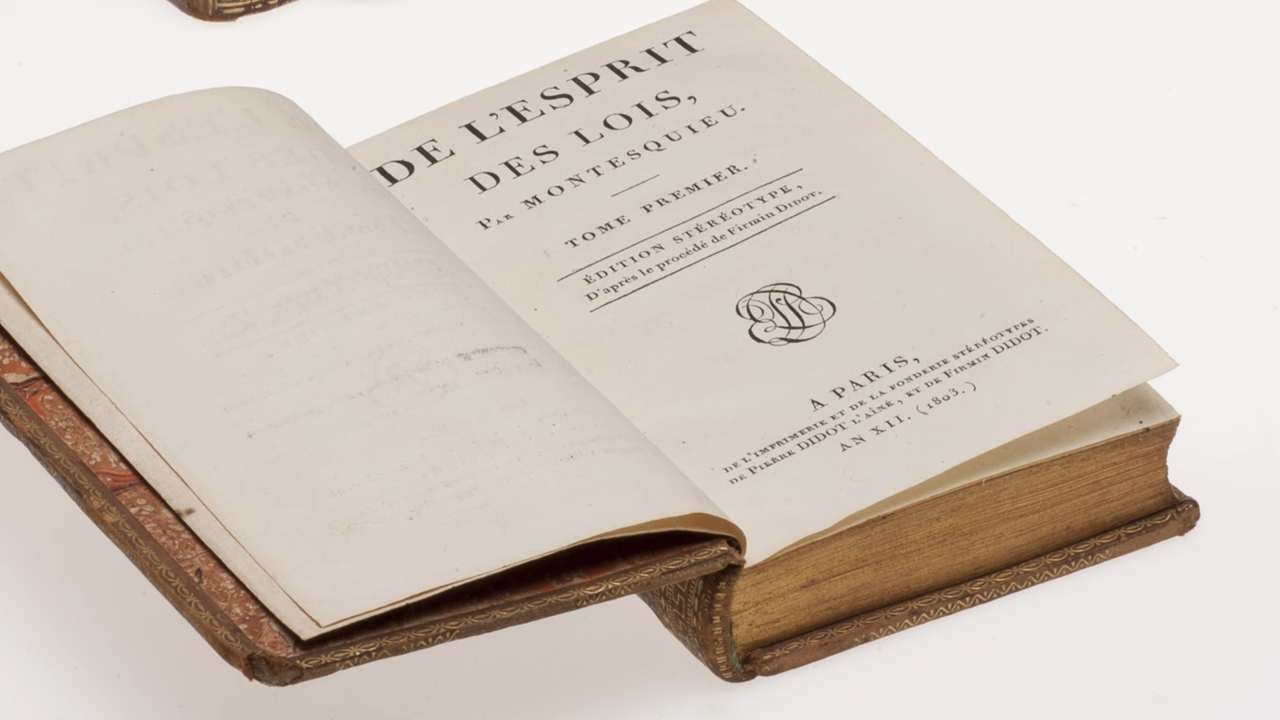 DE L'ESPRIT
DES LOIS,
PAR MONTESQUIEU.
TOME PREMIER.
ÉDITION STÉRÉOTYPE,
D'après le procédé de FIRMIN DIDOT.
A PARIS,
DE L'IMPRIMERIE ET DE LA FONDERIE STÉRÉOTYPES
DE PIERRE DIDOT L'AÎNÉ, ET DE FIRMIN DIDOT.
AN XII. (1803.)